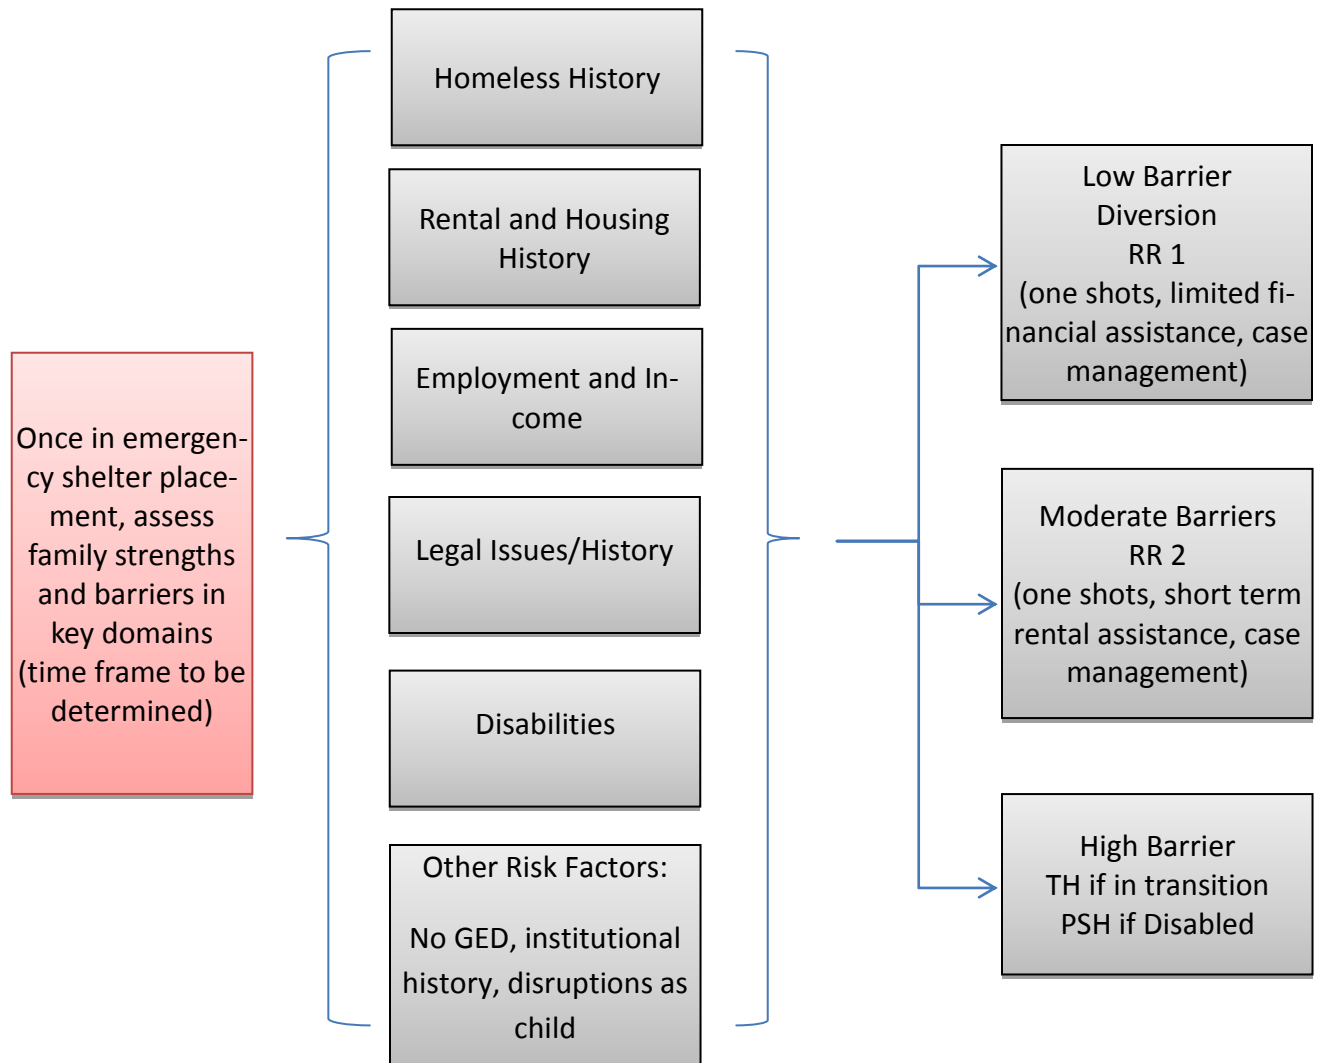 Once in emergen-
cy shelter place-
ment, assess
family strengths
and barriers in
key domains
(time frame to be
determined)
Homeless History
Rental and Housing
History
Employment and In-
come
Legal Issues/History
Disabilities
Other Risk Factors:
No GED, institutional
history, disruptions as
child
Low Barrier
Diversion
RR 1
(one shots, limited fi-
nancial assistance, case
management)
Moderate Barriers
RR 2
(one shots, short term
rental assistance, case
management)
High Barrier
TH if in transition
PSH if Disabled